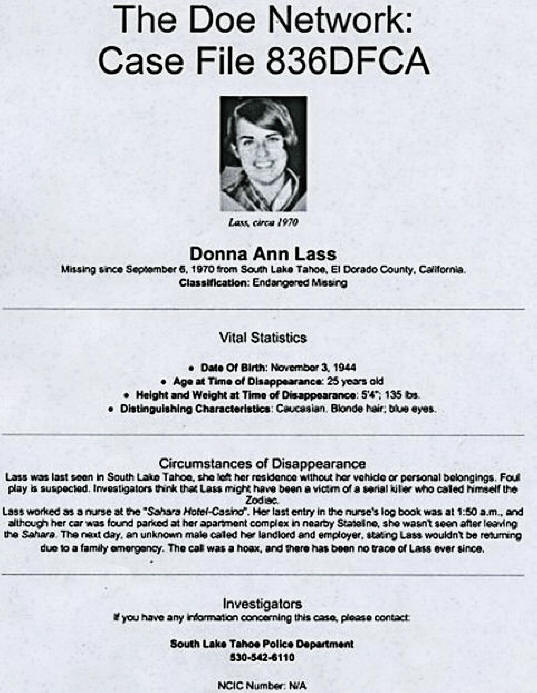 The Doe Network:
Case File 836DFCA
Lass, circa 1970
Donna Ann Lass
Missing since September 6, 1970 from South Lake Tahoe, El Dorado County, California.
Classification: Endangered Missing
Vital Statistics
• Date Of Birth: November 3, 1944
• Age at Time of Disappearance: 25 years old
• Height and Weight at Time of Disappearance: 5'4"; 135 lbs.
• Distinguishing Characteristics: Caucasian. Blonde hair; blue eyes.
Circumstances of Disappearance
Lass was last seen in South Lake Tahoe, she left her residence without her vehicle or personal belongings. Foul
play is suspected. Investigators think that Lass might have been a victim of a serial killer who called himself the
Zodiac.
Lass worked as a nurse at the "Sahara Hotel-Casino". Her last entry in the nurse's log book was at 1:50 a.m., and
although her car was found parked at her apartment complex in nearby Stateline, she wasn't seen after leaving
the Sahara. The next day, an unknown male called her landlord and employer, stating Lass wouldn't be returning
due to a family emergency. The call was a hoax, and there has been no trace of Lass ever since.
Investigators
If you have any information concerning this case, please contact:
South Lake Tahoe Police Department
530-542-6110
NCIC Number: N/A